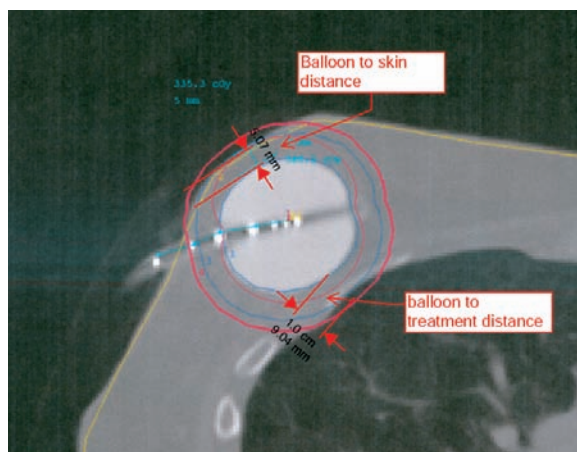 Balloon to skin
distance
335.3 cGy
5 mm
5.07 mm
1
balloon to
treatment distance
1.0 cm
9.04 mm